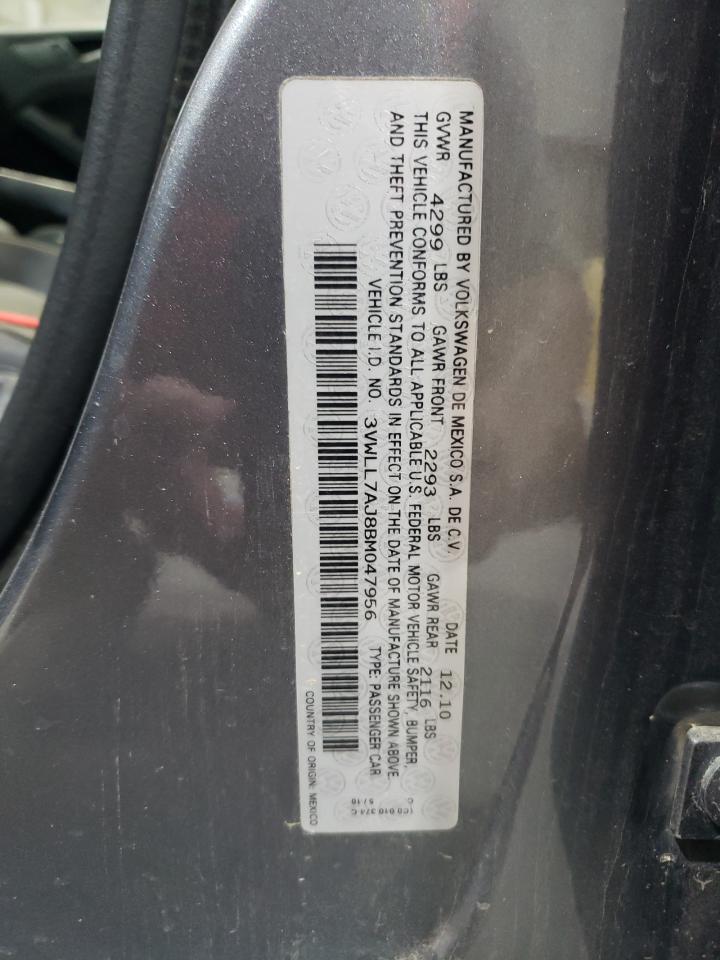 MANUFACTURED BY VOLKSWAGEN DE MEXICO S.A. DE C.V. DATE 12.10
GVWR 4299 LBS GAWR FRONT 2293 LBS GAWR REAR 2116 LBS
THIS VEHICLE CONFORMS TO ALL APPLICABLE U.S. FEDERAL MOTOR VEHICLE SAFETY, BUMPER,
AND THEFT PREVENTION STANDARDS IN EFFECT ON THE DATE OF MANUFACTURE SHOWN ABOVE.
VEHICLE I.D. NO. 3VWLL7AJ8BM047956 TYPE: PASSENGER CAR
COUNTRY OF ORIGIN: MEXICO